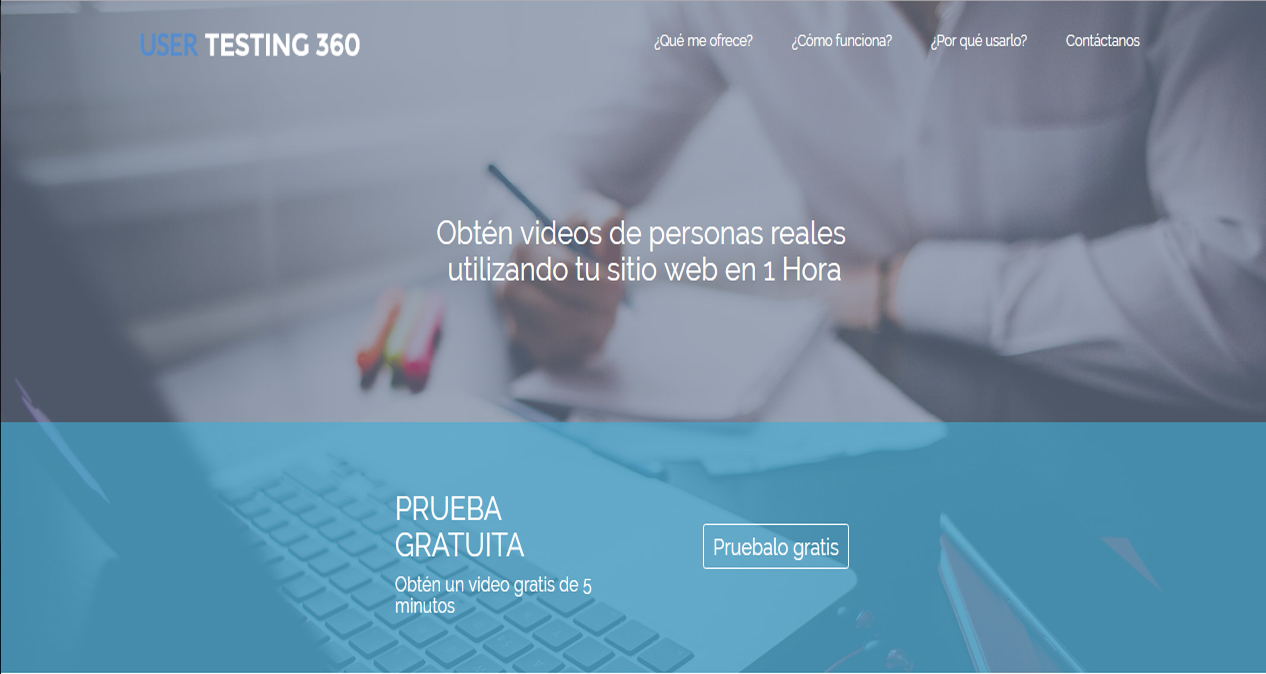 USER TESTING 360
¿Qué me ofrece?
¿Cómo funciona?
¿Por qué usarlo?
Contáctanos
Obtén videos de personas reales
utilizando tu sitio web en 1 Hora
PRUEBA
GRATUITA
Obtén un video gratis de 5
minutos
Pruebalo gratis